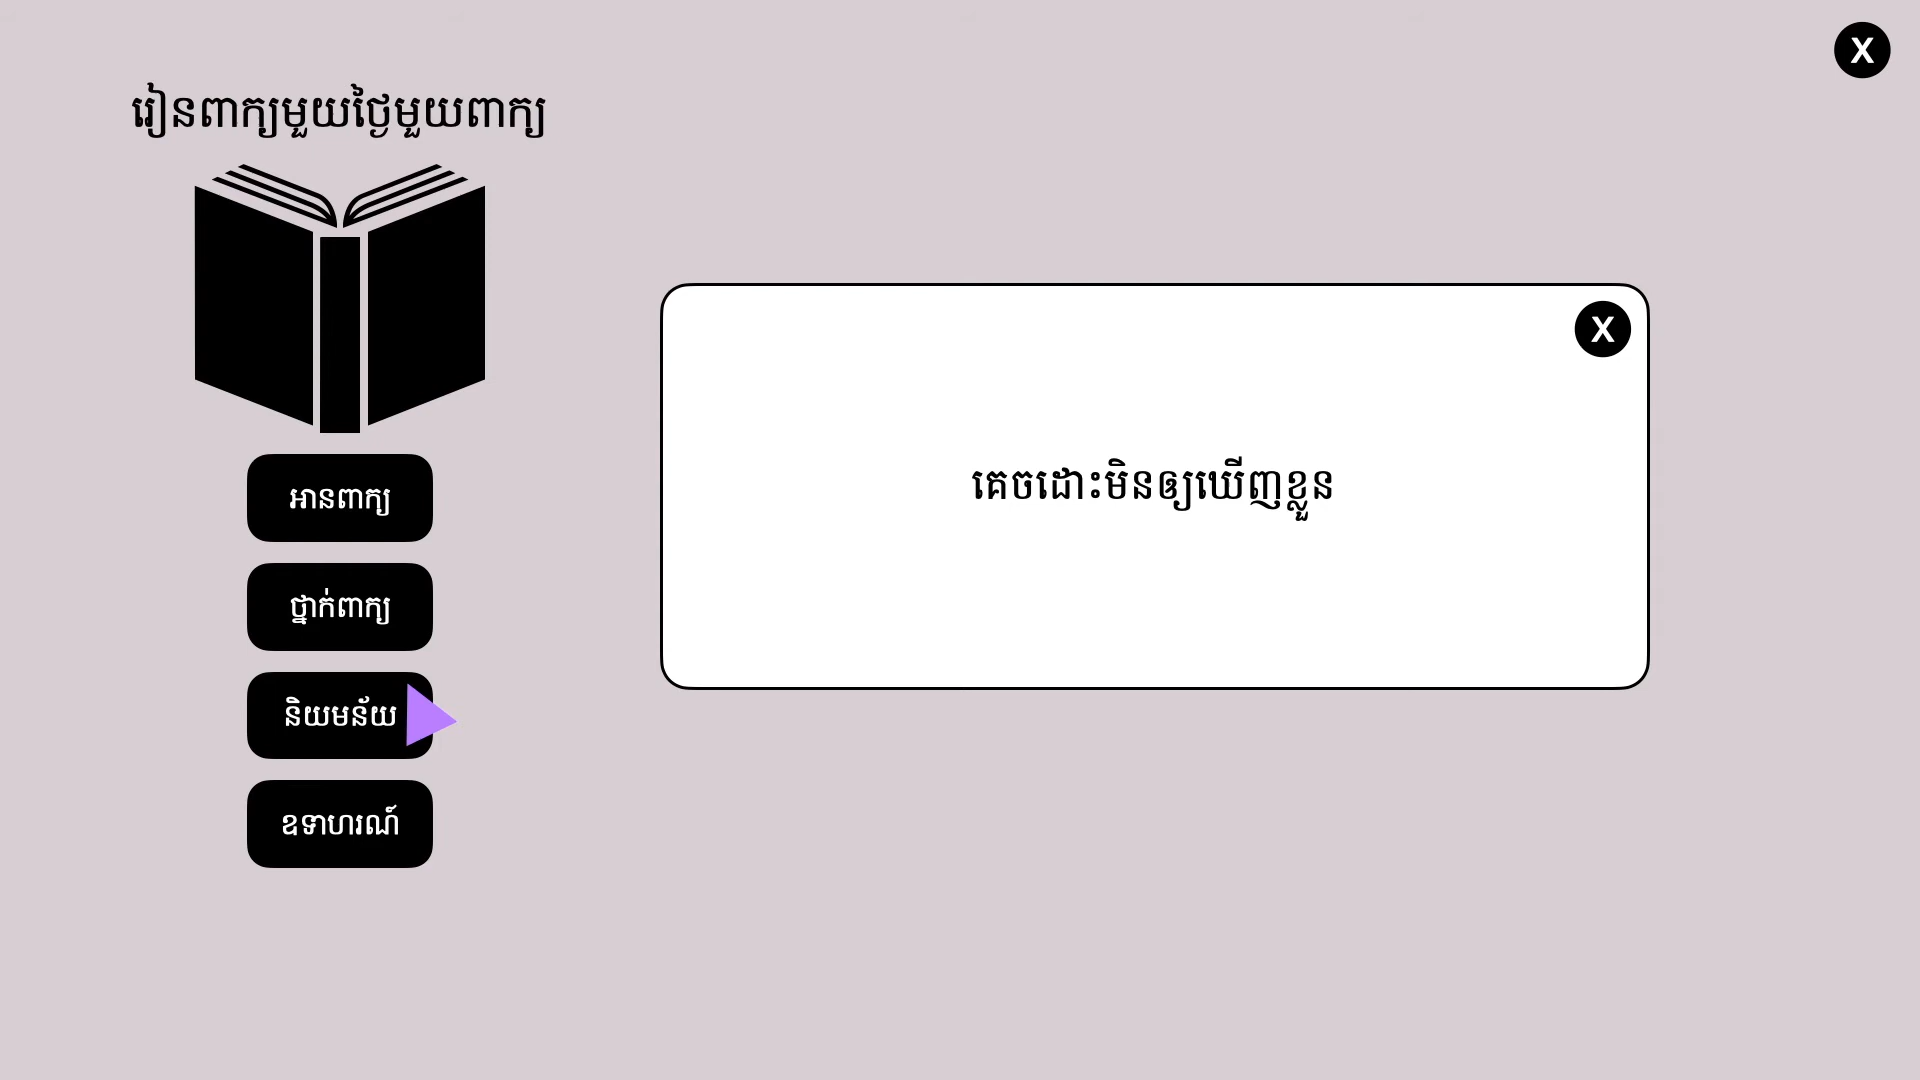 X
រៀនពាក្យមួយថ្ងៃមួយពាក្យ
X
គេចដោះមិនឲ្យឃើញខ្លួន
អានពាក្យ
ថ្នាក់ពាក្យ
និយមន័យ
ឧទាហរណ៍